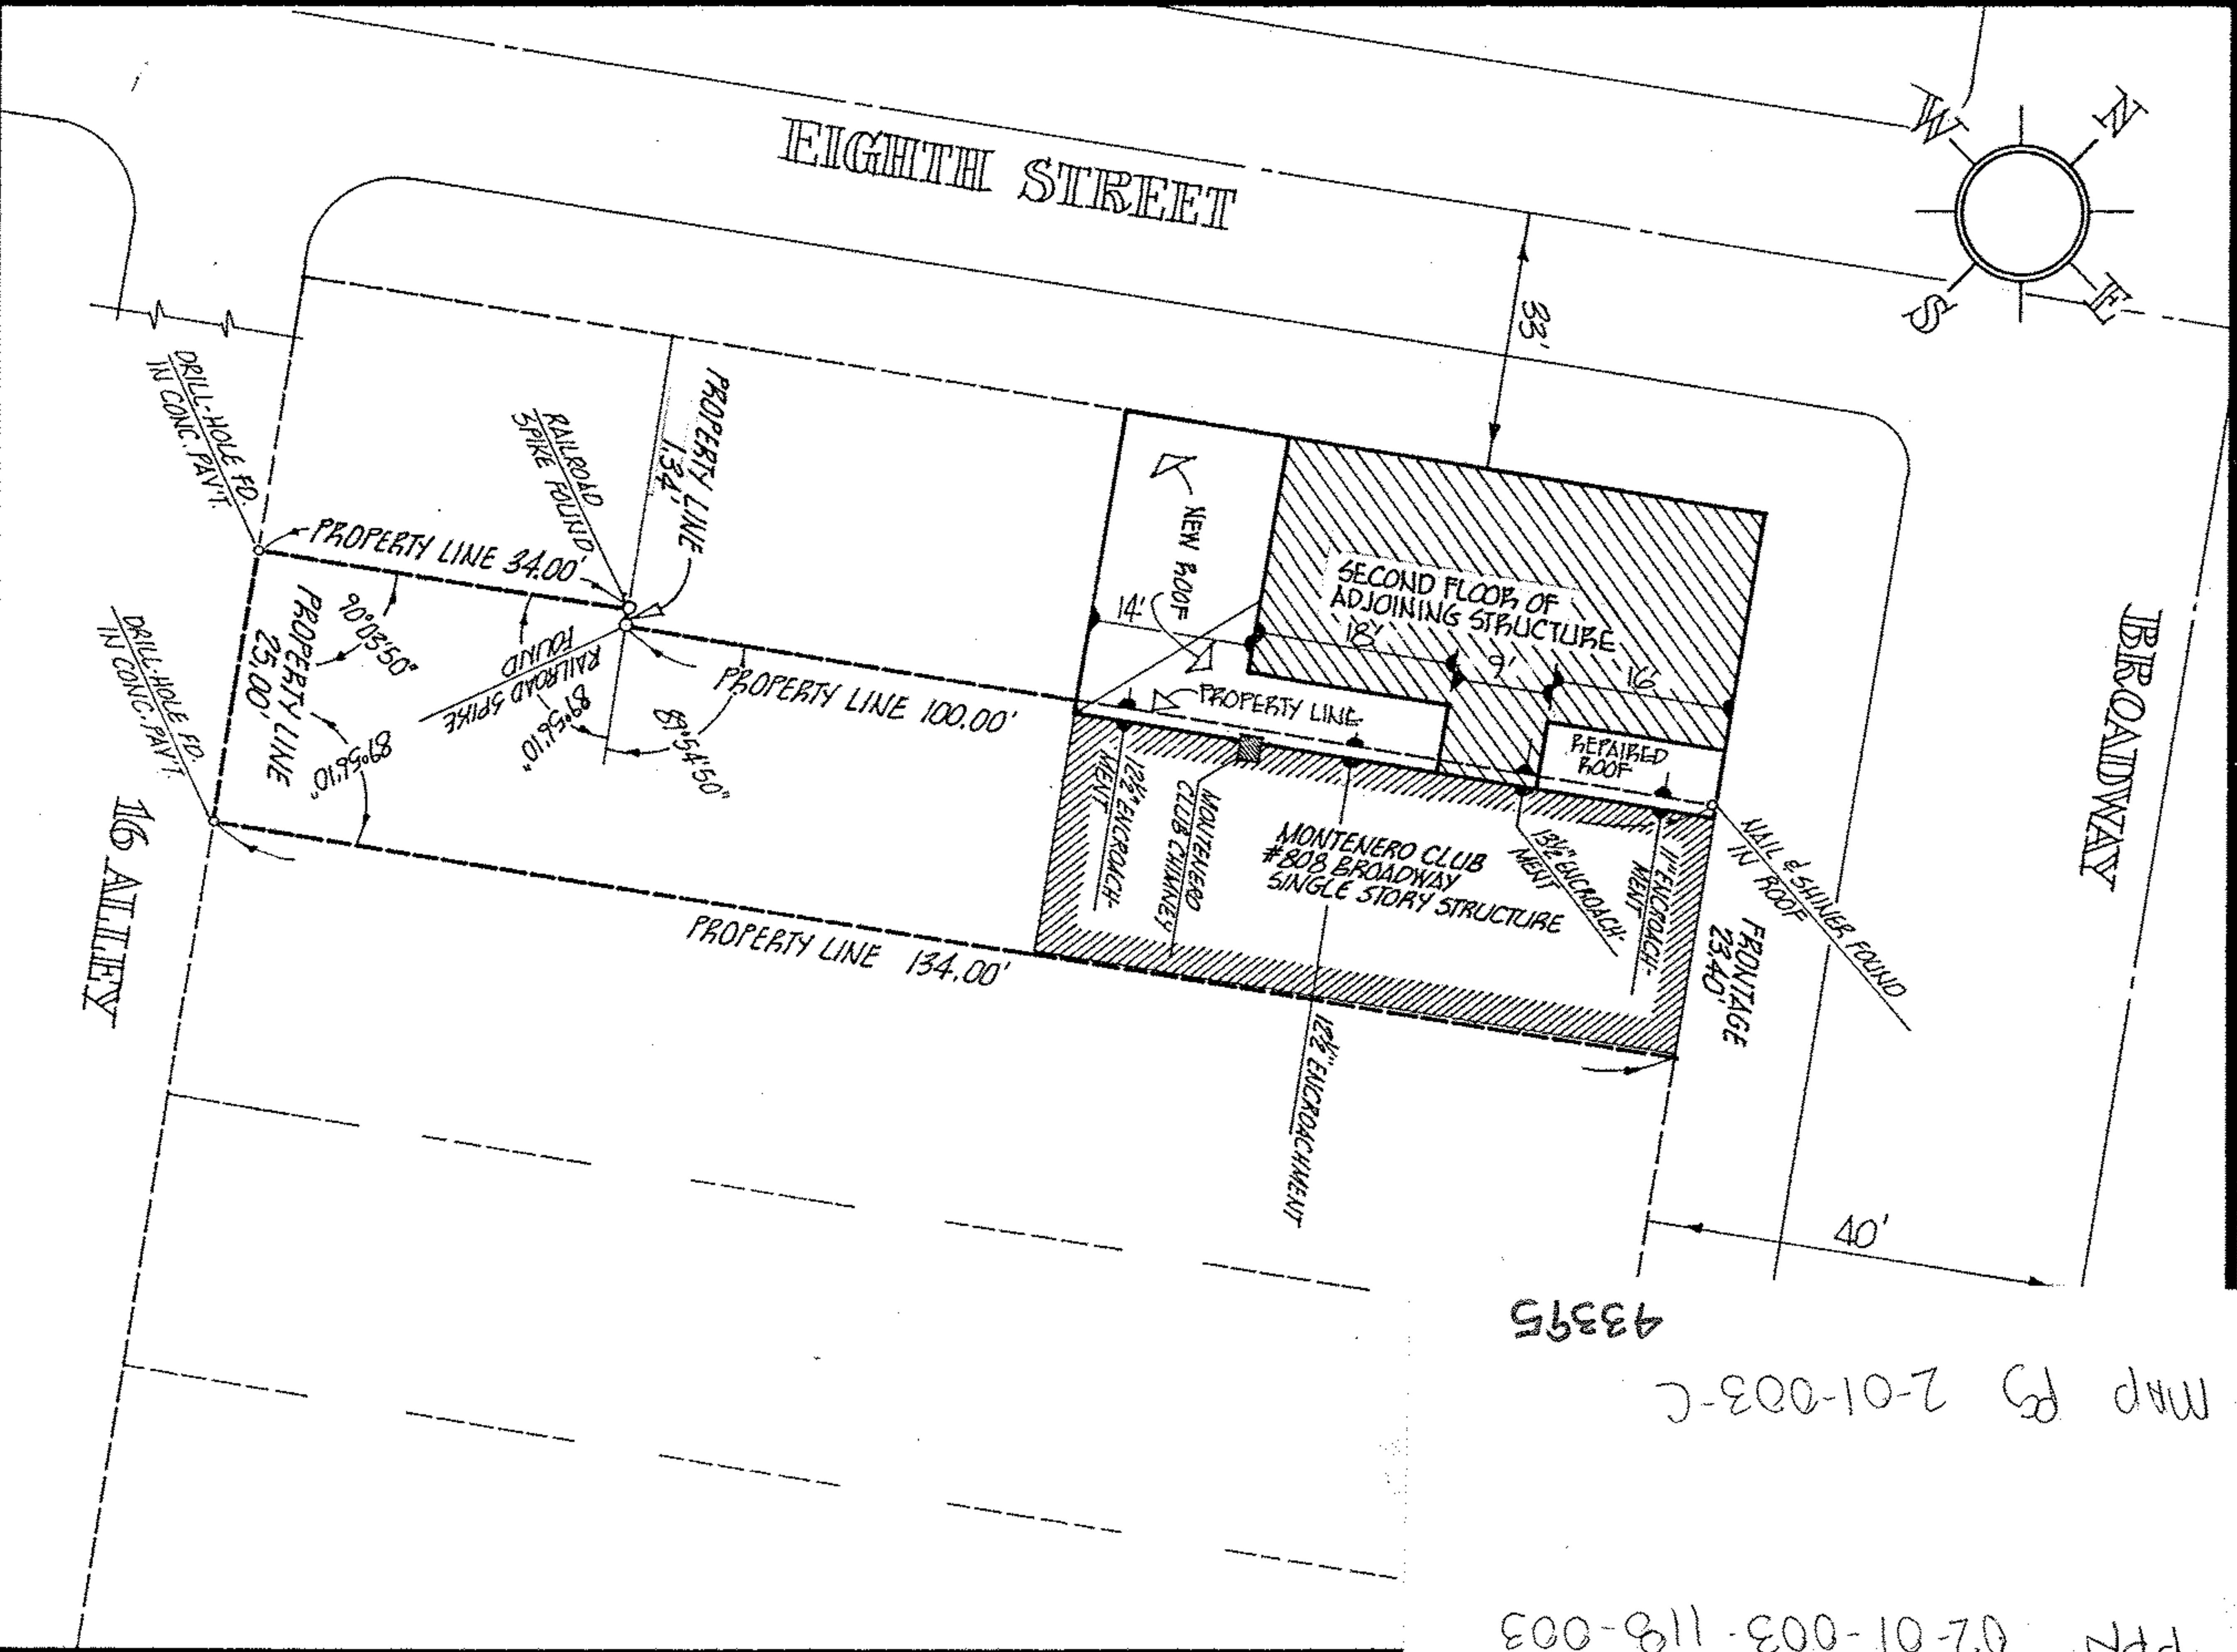 EIGHTH STREET
N
W
E
S
33'
BROADWAY
DRILL-HOLE FD.
IN CONC. PAV'T.
RAILROAD
SPIKE FOUND
PROPERTY LINE
1.34'
NEW ROOF
14'
SECOND FLOOR OF
ADJOINING STRUCTURE
18'
9'
16'
PROPERTY LINE 34.00'
90°03'50"
PROPERTY LINE
25.00'
89°56'10"
DRILL-HOLE FD.
IN CONC. PAV'T.
RAILROAD SPIKE
FOUND
89°56'10"
89°54'50"
PROPERTY LINE 100.00'
PROPERTY LINE
REPAIRED
ROOF
12½" ENCROACH-
MENT
MONTENERO
CLUB CHIMNEY
MONTENERO CLUB
#808 BROADWAY
SINGLE STORY STRUCTURE
13½" ENCROACH-
MENT
11" ENCROACH-
MENT
NAIL & SHINER FOUND
IN ROOF
FRONTAGE
23.40'
16 ALLEY
PROPERTY LINE 134.00'
12½" ENCROACHMENT
40'
43395
MAP PG 2-01-003-C
PPN 02-01-003-118-003